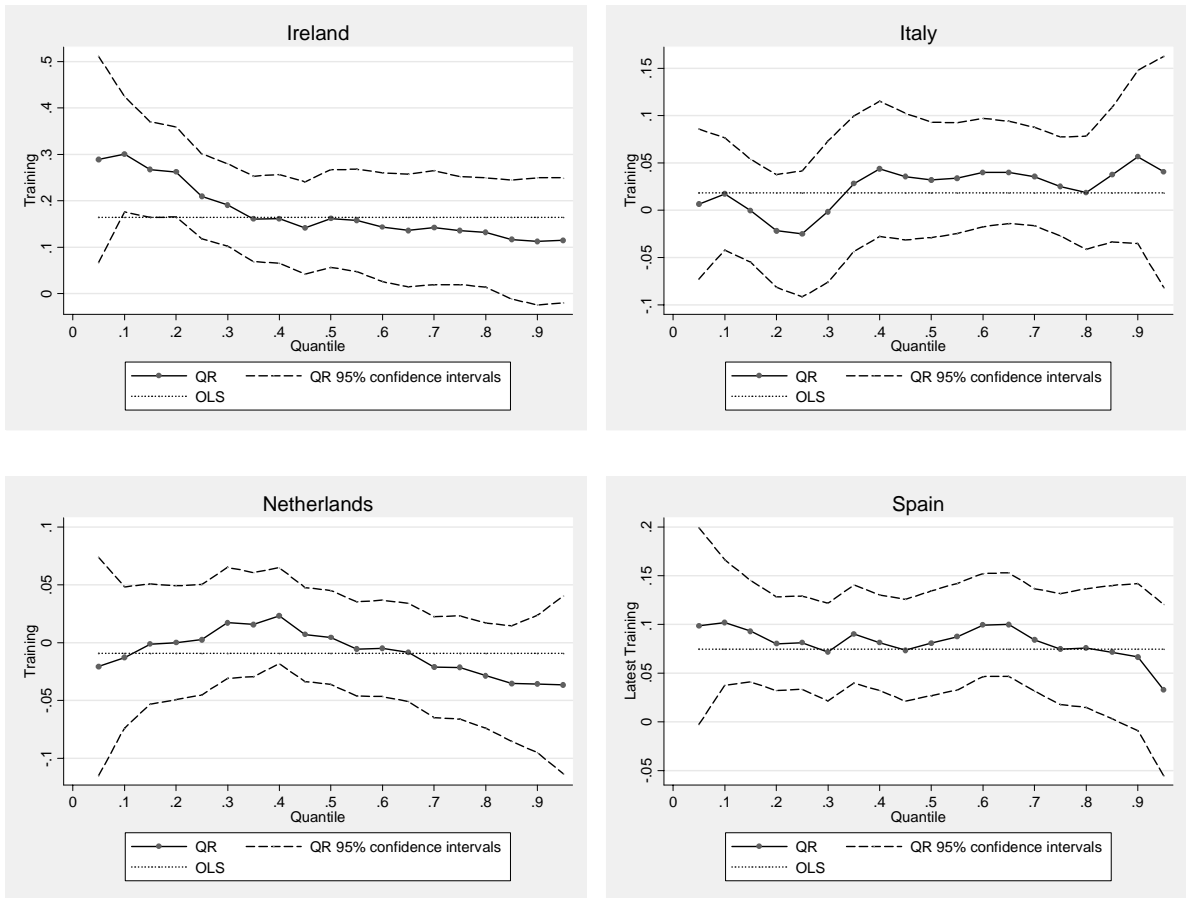 Ireland
.5
.4
.3
.2
.1
0
Training
0 .1 .2 .3 .4 .5 .6 .7 .8 .9
Quantile
QR QR 95% confidence intervals
OLS
Italy
.15
.1
.05
0
-.05
-.1
Training
0 .1 .2 .3 .4 .5 .6 .7 .8 .9
Quantile
QR QR 95% confidence intervals
OLS
Netherlands
.1
.05
0
-.05
-.1
Training
0 .1 .2 .3 .4 .5 .6 .7 .8 .9
Quantile
QR QR 95% confidence intervals
OLS
Spain
.2
.15
.1
.05
0
-.05
Latest Training
0 .1 .2 .3 .4 .5 .6 .7 .8 .9
Quantile
QR QR 95% confidence intervals
OLS